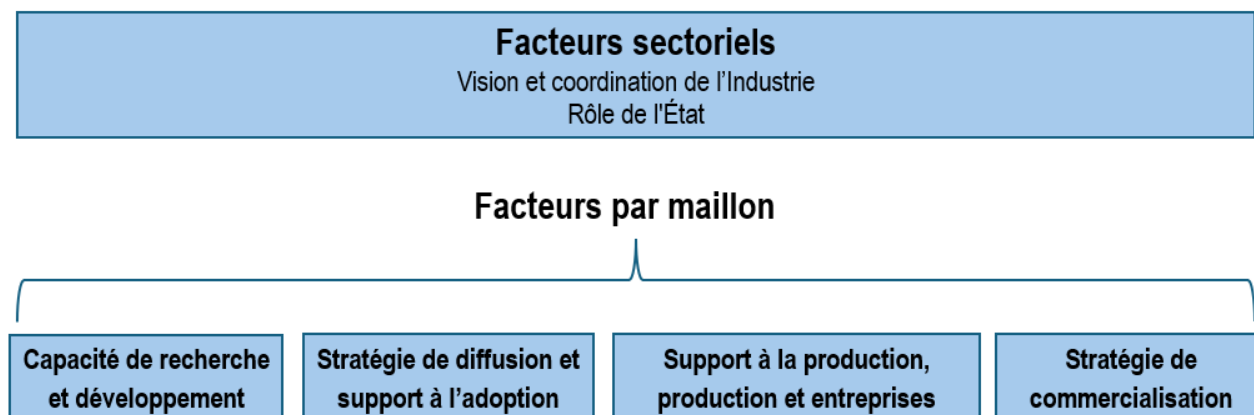 Facteurs sectoriels
Vision et coordination de l’Industrie
Rôle de l'État
Facteurs par maillon
Capacité de recherche
et développement
Stratégie de diffusion et
support à l’adoption
Support à la production,
production et entreprises
Stratégie de
commercialisation